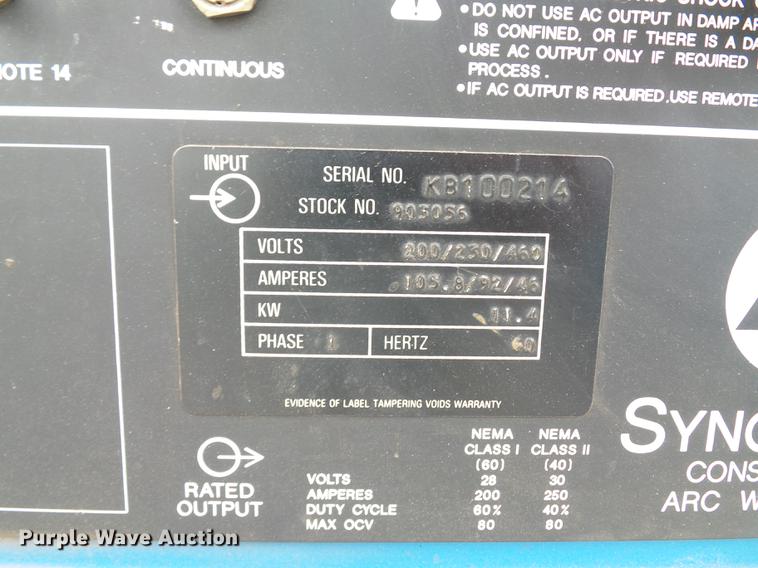 • DO NOT USE AC OUTPUT IN DAMP AR
IS CONFINED, OR IF THERE IS A DA
• USE AC OUTPUT ONLY IF REQUIRED
PROCESS.
• IF AC OUTPUT IS REQUIRED, USE REMOTE
OTE 14
CONTINUOUS
INPUT
SERIAL NO. KB100214
STOCK NO. 903056
VOLTS 200/230/460
AMPERES 105.8/92/46
KW 11.4
PHASE 1 HERTZ 60
EVIDENCE OF LABEL TAMPERING VOIDS WARRANTY
RATED
OUTPUT
NEMA NEMA
CLASS I CLASS II
(60) (40)
VOLTS 28 30
AMPERES 200 250
DUTY CYCLE 60% 40%
MAX OCV 80 80
SYNC
CONS
ARC W
Purple Wave Auction